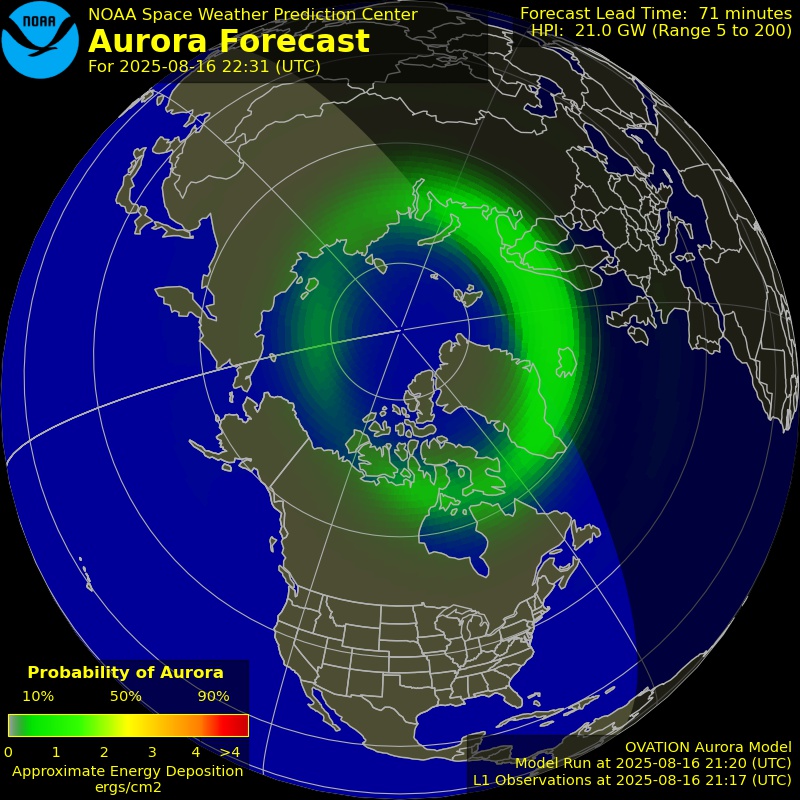 NOAA
NOAA Space Weather Prediction Center
Aurora Forecast
For 2025-08-16 22:31 (UTC)
Forecast Lead Time: 71 minutes
HPI: 21.0 GW (Range 5 to 200)
Probability of Aurora
10% 50% 90%
0 1 2 3 4 >4
Approximate Energy Deposition
ergs/cm2
OVATION Aurora Model
Model Run at 2025-08-16 21:20 (UTC)
L1 Observations at 2025-08-16 21:17 (UTC)